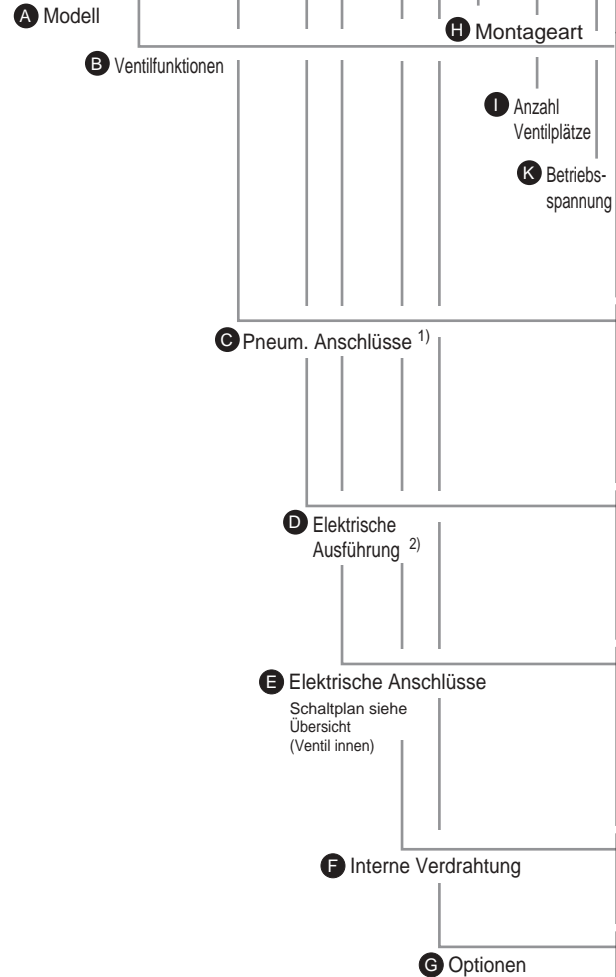 A Modell
H Montageart
B Ventilfunktionen
I Anzahl
Ventilplätze
K Betriebs-
spannung
C Pneum. Anschlüsse 1)
D Elektrische
Ausführung 2)
E Elektrische Anschlüsse
Schaltplan siehe
Übersicht
(Ventil innen)
F Interne Verdrahtung
G Optionen